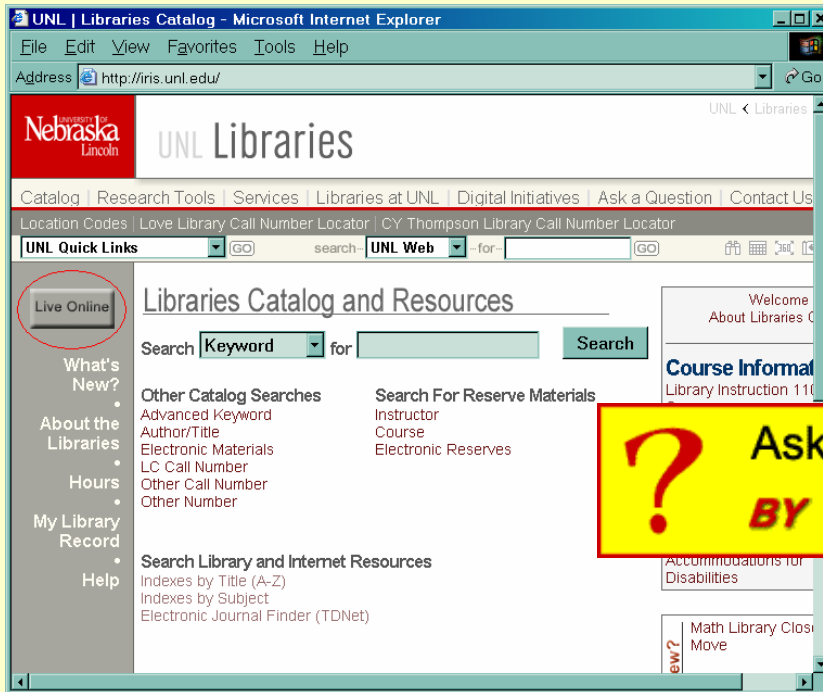 UNL | Libraries Catalog - Microsoft Internet Explorer
File Edit View Favorites Tools Help
Address http://iris.unl.edu/ Go
UNIVERSITY OF
Nebraska
Lincoln
UNL Libraries
UNL < Libraries
Catalog | Research Tools | Services | Libraries at UNL | Digital Initiatives | Ask a Question | Contact Us
Location Codes | Love Library Call Number Locator | CY Thompson Library Call Number Locator
UNL Quick Links GO search- UNL Web -for- GO
Live Online
What's
New?
•
About the
Libraries
•
Hours
•
My Library
Record
•
Help
Libraries Catalog and Resources
Search Keyword for Search
Other Catalog Searches
Advanced Keyword
Author/Title
Electronic Materials
LC Call Number
Other Call Number
Other Number
Search For Reserve Materials
Instructor
Course
Electronic Reserves
Search Library and Internet Resources
Indexes by Title (A-Z)
Indexes by Subject
Electronic Journal Finder (TDNet)
Welcome
About Libraries
Course Informat
Library Instruction 110
? Ask
BY
Accommodations for
Disabilities
Math Library Clos
Move
ew?